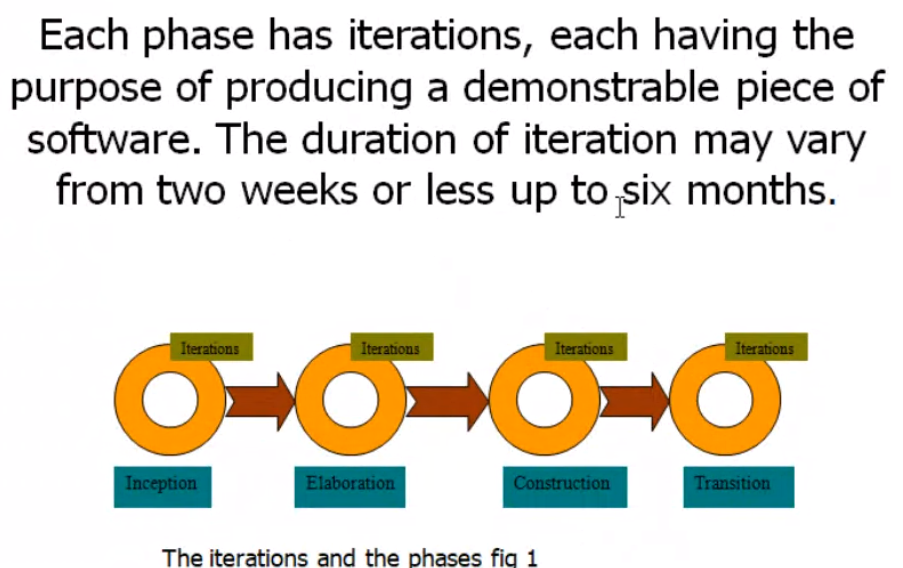 Each phase has iterations, each having the
purpose of producing a demonstrable piece of
software. The duration of iteration may vary
from two weeks or less up to six months.
Iterations
Iterations
Iterations
Iterations
Inception
Elaboration
Construction
Transition
The iterations and the phases fig 1